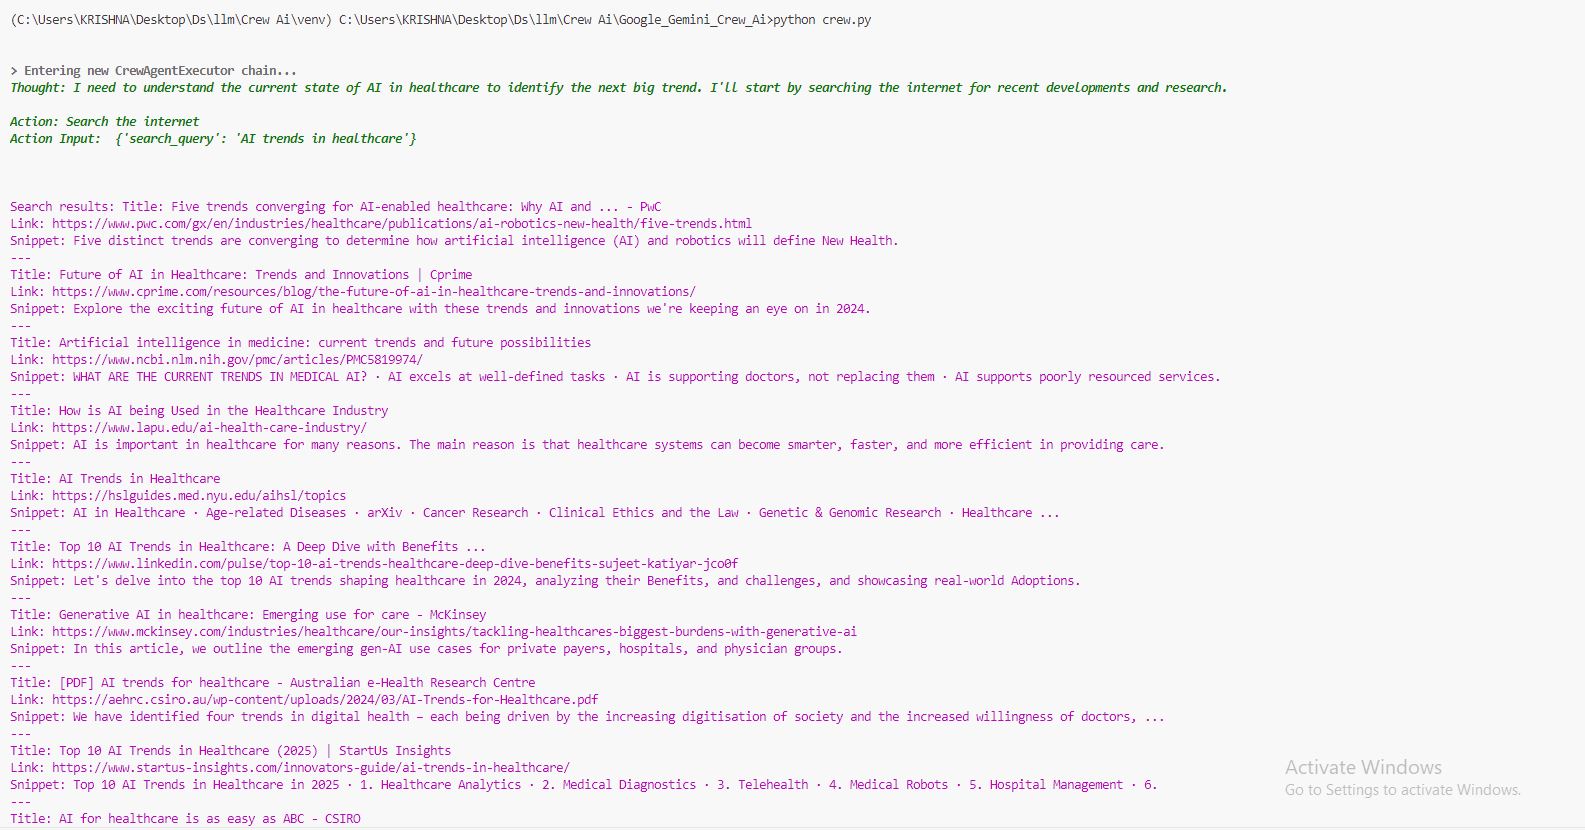 (C:\Users\KRISHNA\Desktop\Ds\llm\Crew Ai\venv) C:\Users\KRISHNA\Desktop\Ds\llm\Crew Ai\Google_Gemini_Crew_Ai>python crew.py
> Entering new CrewAgentExecutor chain...
Thought: I need to understand the current state of AI in healthcare to identify the next big trend. I'll start by searching the internet for recent developments and research.
Action: Search the internet
Action Input:  {'search_query': 'AI trends in healthcare'}
Search results: Title: Five trends converging for AI-enabled healthcare: Why AI and ... - PwC
Link: https://www.pwc.com/gx/en/industries/healthcare/publications/ai-robotics-new-health/five-trends.html
Snippet: Five distinct trends are converging to determine how artificial intelligence (AI) and robotics will define New Health.
---
Title: Future of AI in Healthcare: Trends and Innovations | Cprime
Link: https://www.cprime.com/resources/blog/the-future-of-ai-in-healthcare-trends-and-innovations/
Snippet: Explore the exciting future of AI in healthcare with these trends and innovations we're keeping an eye on in 2024.
---
Title: Artificial intelligence in medicine: current trends and future possibilities
Link: https://www.ncbi.nlm.nih.gov/pmc/articles/PMC5819974/
Snippet: WHAT ARE THE CURRENT TRENDS IN MEDICAL AI? · AI excels at well-defined tasks · AI is supporting doctors, not replacing them · AI supports poorly resourced services.
---
Title: How is AI being Used in the Healthcare Industry
Link: https://www.lapu.edu/ai-health-care-industry/
Snippet: AI is important in healthcare for many reasons. The main reason is that healthcare systems can become smarter, faster, and more efficient in providing care.
---
Title: AI Trends in Healthcare
Link: https://hslguides.med.nyu.edu/aihsl/topics
Snippet: AI in Healthcare · Age-related Diseases · arXiv · Cancer Research · Clinical Ethics and the Law · Genetic & Genomic Research · Healthcare ...
---
Title: Top 10 AI Trends in Healthcare: A Deep Dive with Benefits ...
Link: https://www.linkedin.com/pulse/top-10-ai-trends-healthcare-deep-dive-benefits-sujeet-katiyar-jco0f
Snippet: Let's delve into the top 10 AI trends shaping healthcare in 2024, analyzing their Benefits, and challenges, and showcasing real-world Adoptions.
---
Title: Generative AI in healthcare: Emerging use for care - McKinsey
Link: https://www.mckinsey.com/industries/healthcare/our-insights/tackling-healthcares-biggest-burdens-with-generative-ai
Snippet: In this article, we outline the emerging gen-AI use cases for private payers, hospitals, and physician groups.
---
Title: [PDF] AI trends for healthcare - Australian e-Health Research Centre
Link: https://aehrc.csiro.au/wp-content/uploads/2024/03/AI-Trends-for-Healthcare.pdf
Snippet: We have identified four trends in digital health – each being driven by the increasing digitisation of society and the increased willingness of doctors, ...
---
Title: Top 10 AI Trends in Healthcare (2025) | StartUs Insights
Link: https://www.startus-insights.com/innovators-guide/ai-trends-in-healthcare/
Snippet: Top 10 AI Trends in Healthcare in 2025 · 1. Healthcare Analytics · 2. Medical Diagnostics · 3. Telehealth · 4. Medical Robots · 5. Hospital Management · 6.
---
Title: AI for healthcare is as easy as ABC - CSIRO
Activate Windows
Go to Settings to activate Windows.